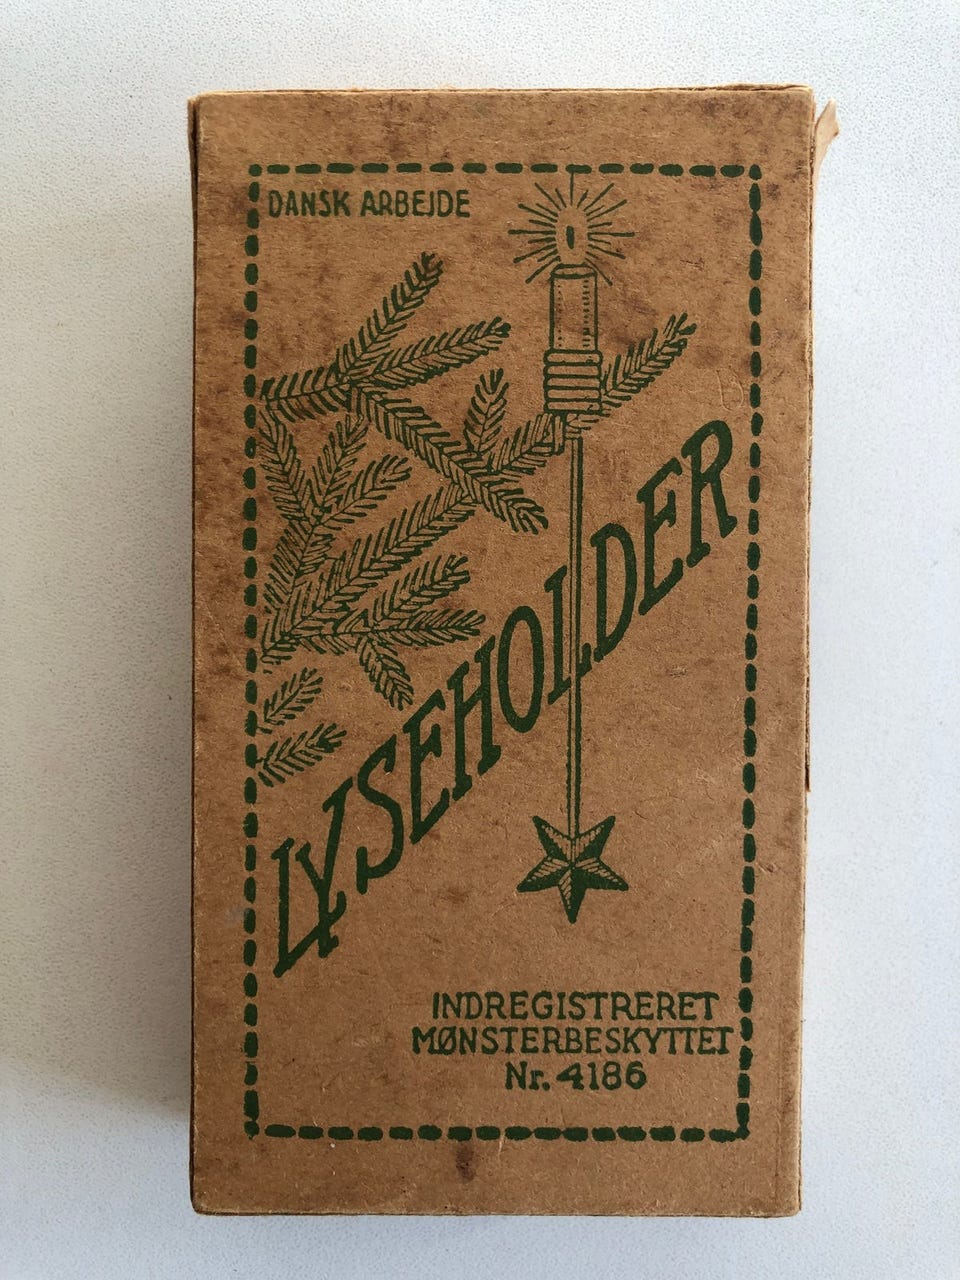 DANSK ARBEJDE
LYSEHOLDER
INDREGISTRERET
MØNSTERBESKYTTET
Nr. 4186